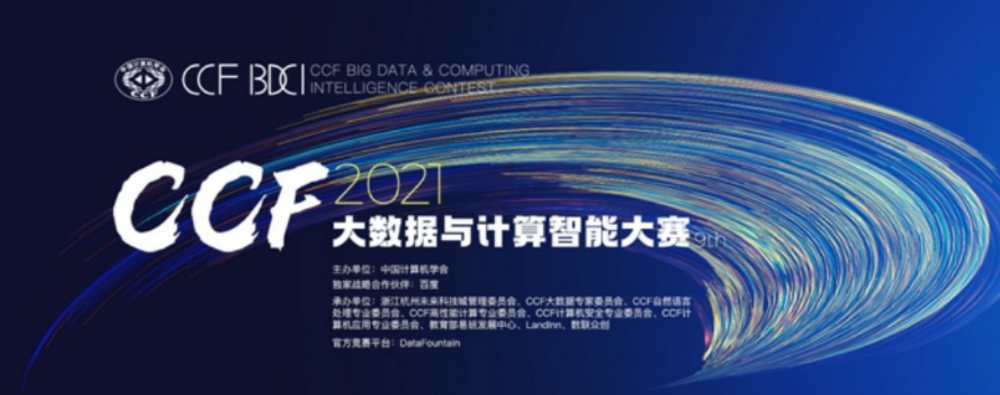 CCF BDCI
CCF BIG DATA & COMPUTING
INTELLIGENCE CONTEST
CCF
2021
大数据与计算智能大赛 9th
主办单位：中国计算机学会
独家战略合作伙伴：百度
承办单位：浙江杭州未来科技城管理委员会、CCF大数据专家委员会、CCF自然语言
处理专业委员会、CCF高性能计算专业委员会、CCF计算机安全专业委员会、CCF计
算机应用专业委员会、教育部易班发展中心、LandInn、数联众创
官方竞赛平台：DataFountain